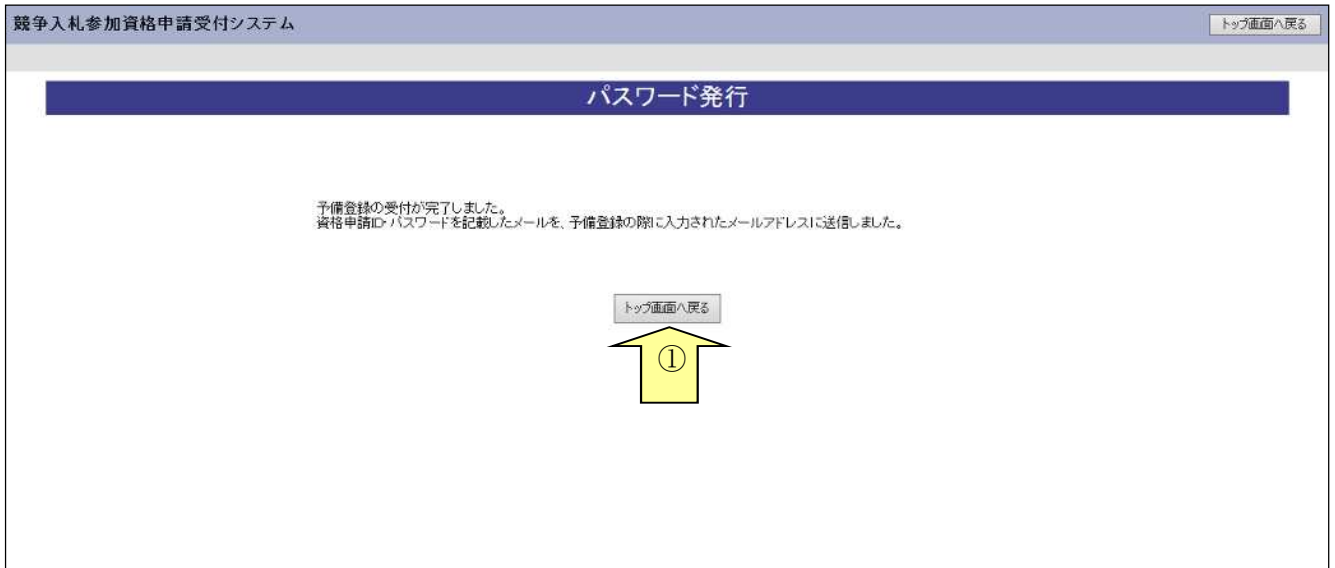 競争入札参加資格申請受付システム
トップ画面へ戻る
パスワード発行
予備登録の受付が完了しました。
資格申請ID・パスワードを記載したメールを、予備登録の際に入力されたメールアドレスに送信しました。
トップ画面へ戻る
①